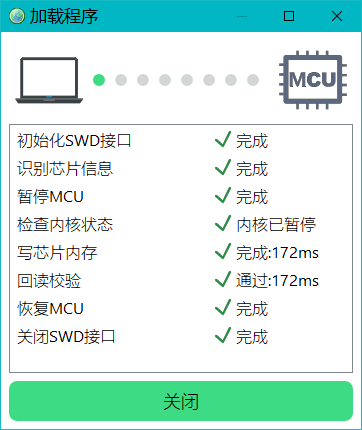 加载程序
MCU
初始化SWD接口 完成
识别芯片信息 完成
暂停MCU 完成
检查内核状态 内核已暂停
写芯片内存 完成:172ms
回读校验 通过:172ms
恢复MCU 完成
关闭SWD接口 完成
关闭